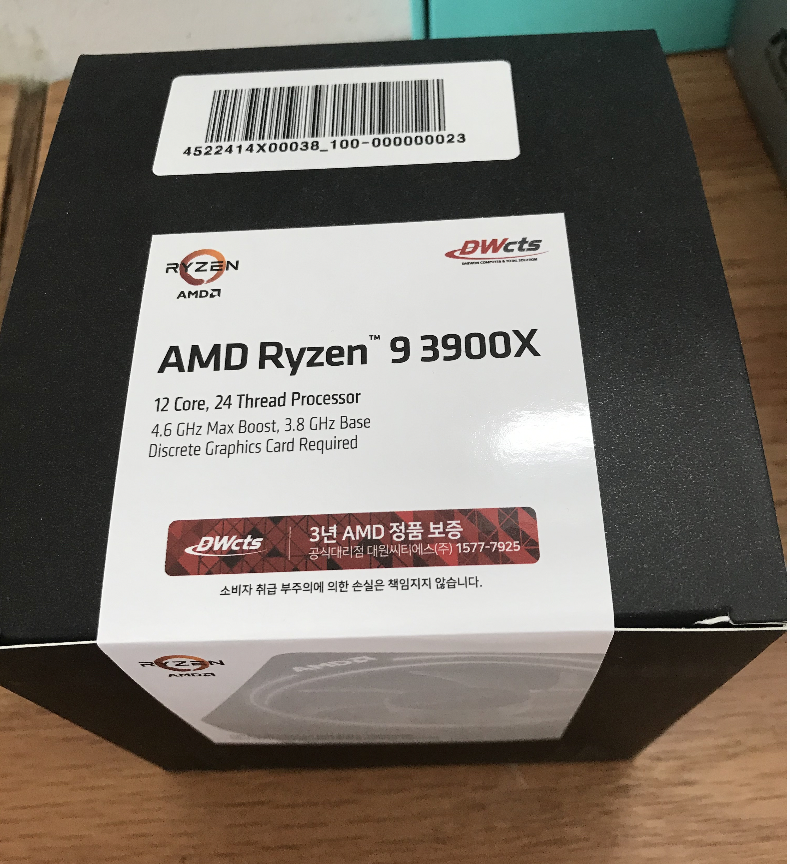 4522414X00038_100-000000023
RYZEN
AMD
DWcts
AMD Ryzen™ 9 3900X
12 Core, 24 Thread Processor
4.6 GHz Max Boost, 3.8 GHz Base
Discrete Graphics Card Required
DWcts
3년 AMD 정품 보증
공식대리점 대원씨티에스(주) 1577-7925
소비자 취급 부주의에 의한 손실은 책임지지 않습니다.
RYZEN
AMD
AMD